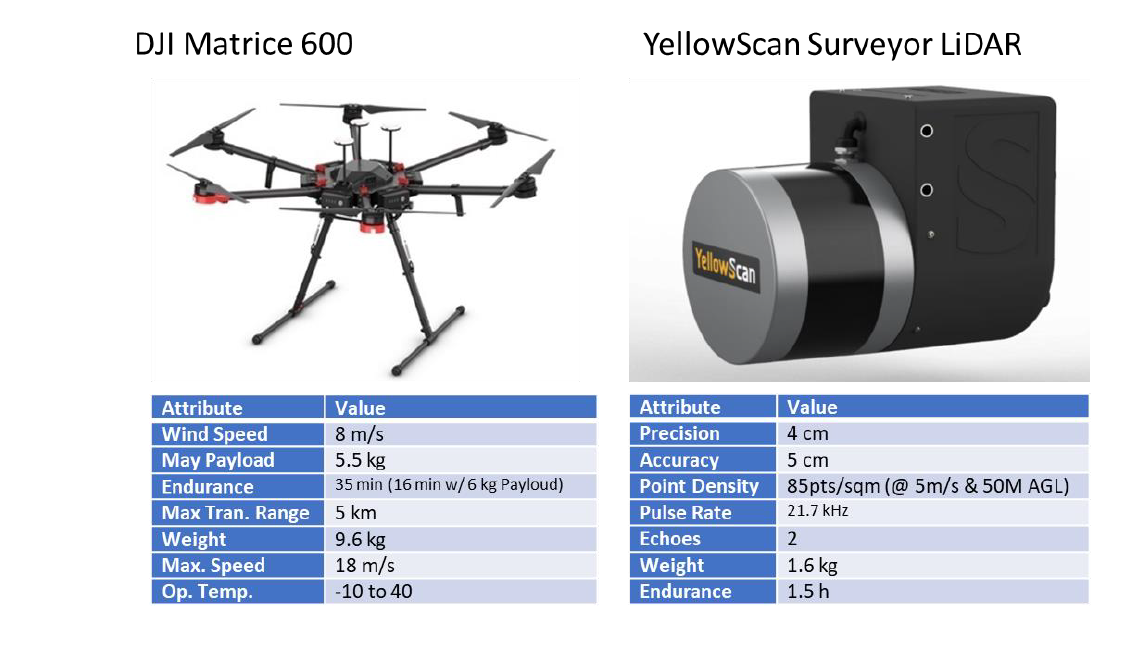 DJI Matrice 600
YellowScan Surveyor LiDAR
YellowScan
Attribute Value
Wind Speed 8 m/s
May Payload 5.5 kg
Endurance 35 min (16 min w/ 6 kg Payloud)
Max Tran. Range 5 km
Weight 9.6 kg
Max. Speed 18 m/s
Op. Temp. -10 to 40
Attribute Value
Precision 4 cm
Accuracy 5 cm
Point Density 85pts/sqm (@ 5m/s & 50M AGL)
Pulse Rate 21.7 kHz
Echoes 2
Weight 1.6 kg
Endurance 1.5 h